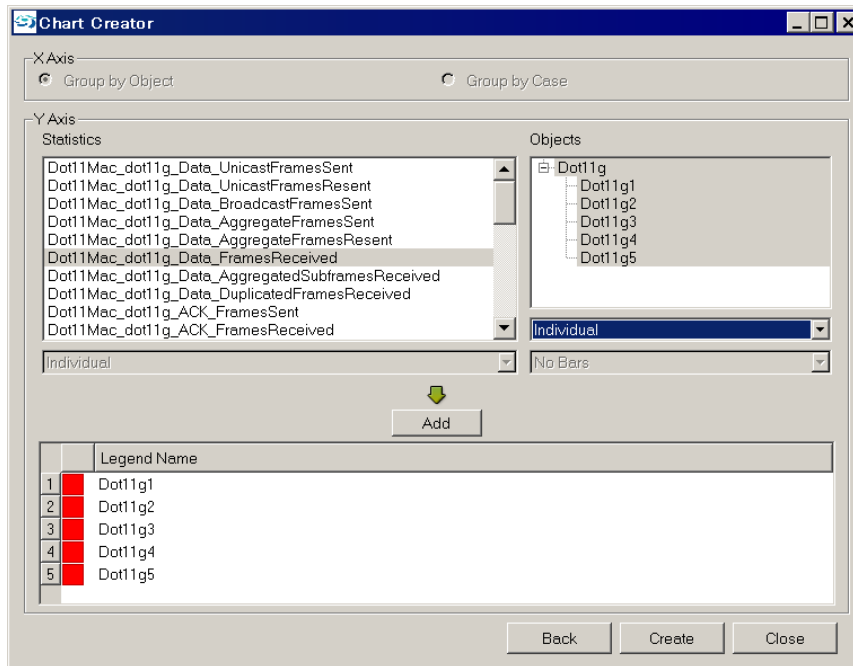 Chart Creator
X Axis
Group by Object
Group by Case
Y Axis
Statistics
Objects
Dot11Mac_dot11g_Data_UnicastFramesSent
Dot11Mac_dot11g_Data_UnicastFramesResent
Dot11Mac_dot11g_Data_BroadcastFramesSent
Dot11Mac_dot11g_Data_AggregateFramesSent
Dot11Mac_dot11g_Data_AggregateFramesResent
Dot11Mac_dot11g_Data_FramesReceived
Dot11Mac_dot11g_Data_AggregatedSubframesReceived
Dot11Mac_dot11g_Data_DuplicatedFramesReceived
Dot11Mac_dot11g_ACK_FramesSent
Dot11Mac_dot11g_ACK_FramesReceived
Dot11g
Dot11g1
Dot11g2
Dot11g3
Dot11g4
Dot11g5
Individual
Individual
No Bars
Add
Legend Name
1 Dot11g1
2 Dot11g2
3 Dot11g3
4 Dot11g4
5 Dot11g5
Back
Create
Close